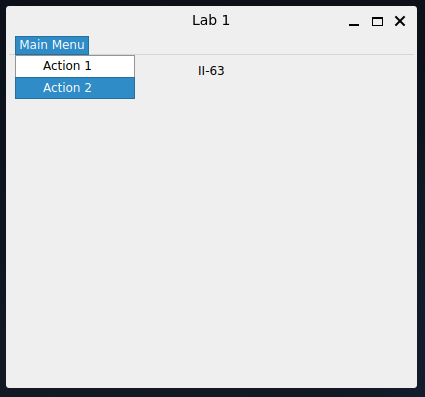 Lab 1
Main Menu
Action 1
II-63
Action 2